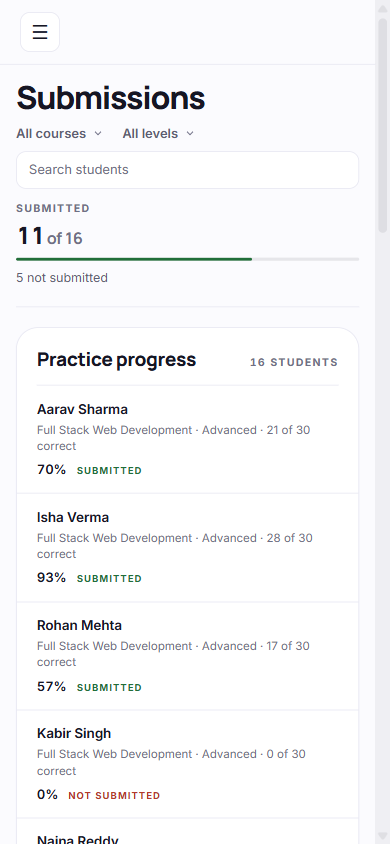 Submissions
All courses All levels
Search students
SUBMITTED
11 of 16
5 not submitted
Practice progress 16 STUDENTS
Aarav Sharma
Full Stack Web Development · Advanced · 21 of 30
correct
70% SUBMITTED
Isha Verma
Full Stack Web Development · Advanced · 28 of 30
correct
93% SUBMITTED
Rohan Mehta
Full Stack Web Development · Advanced · 17 of 30
correct
57% SUBMITTED
Kabir Singh
Full Stack Web Development · Advanced · 0 of 30
correct
0% NOT SUBMITTED
Naina Reddy